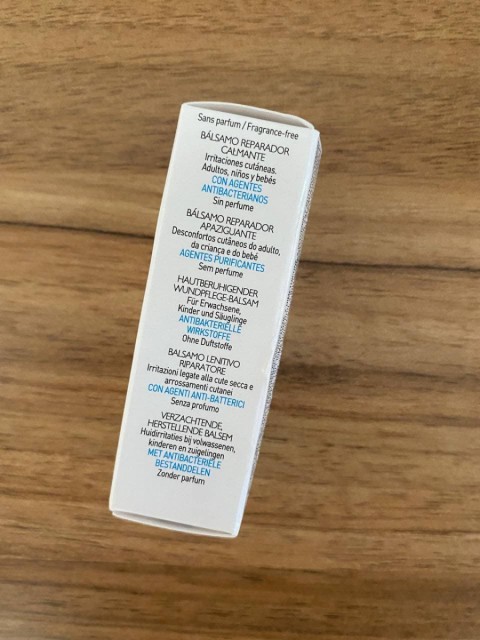 Sans parfum / Fragrance-free
BÁLSAMO REPARADOR
CALMANTE
Irritaciones cutáneas.
Adultos, niños y bebés
CON AGENTES
ANTIBACTERIANOS
Sin perfume
BÁLSAMO REPARADOR
APAZIGUANTE
Desconfortos cutâneos do adulto,
da criança e do bebé
AGENTES PURIFICANTES
Sem perfume
HAUTBERUHIGENDER
WUNDPFLEGE-BALSAM
Für Erwachsene,
Kinder und Säuglinge
ANTIBAKTERIELLE
WIRKSTOFFE
Ohne Duftstoffe
BALSAMO LENITIVO
RIPARATORE
Irritazioni legate alla cute secca e
arrossamenti cutanei
CON AGENTI ANTI-BATTERICI
Senza profumo
VERZACHTENDE,
HERSTELLENDE BALSEM
Huidirritaties bij volwassenen,
kinderen en zuigelingen
MET ANTIBACTERIËLE
BESTANDDELEN
Zonder parfum